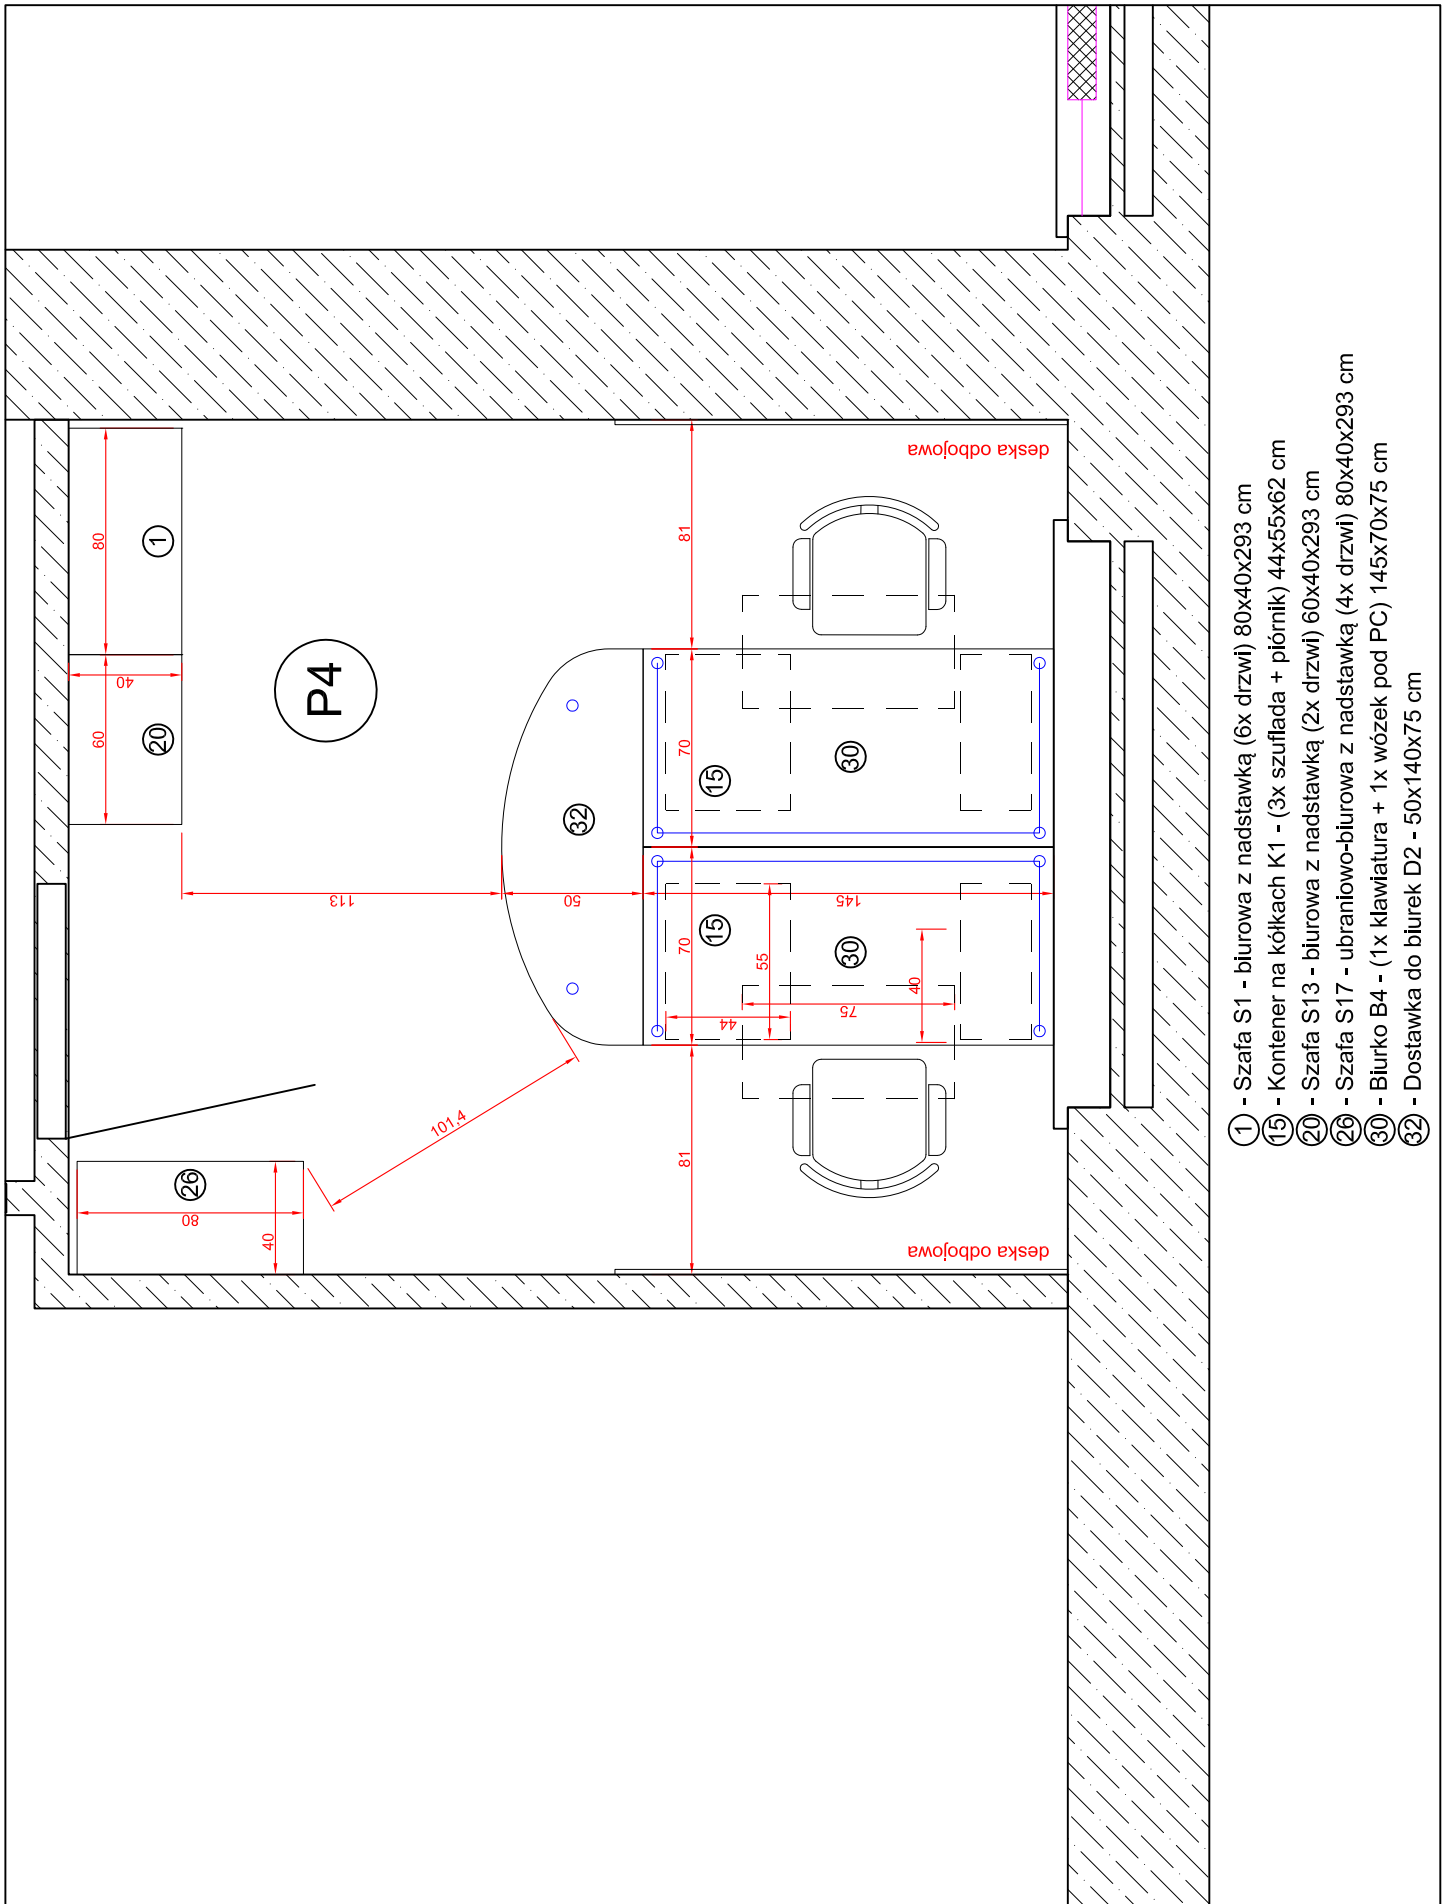 80
1
40
60
20
P4
113
50
145
32
81
70
70
81
15
15
30
30
55
44
75
40
101,4
26
80
40
deska odbojowa
deska odbojowa
1 - Szafa S1 - biurowa z nadstawką (6x drzwi) 80x40x293 cm
15 - Kontener na kółkach K1 - (3x szuflada + piórnik) 44x55x62 cm
20 - Szafa S13 - biurowa z nadstawką (2x drzwi) 60x40x293 cm
26 - Szafa S17 - ubraniowo-biurowa z nadstawką (4x drzwi) 80x40x293 cm
30 - Biurko B4 - (1x klawiatura + 1x wózek pod PC) 145x70x75 cm
32 - Dostawka do biurek D2 - 50x140x75 cm